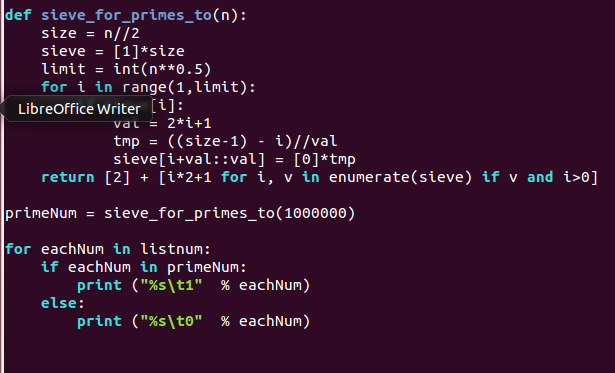 def sieve_for_primes_to(n):
    size = n//2
    sieve = [1]*size
    limit = int(n**0.5)
    for i in range(1,limit):
LibreOffice Writer [i]:
            val = 2*i+1
            tmp = ((size-1) - i)//val
            sieve[i+val::val] = [0]*tmp
    return [2] + [i*2+1 for i, v in enumerate(sieve) if v and i>0]

primeNum = sieve_for_primes_to(1000000)

for eachNum in listnum:
    if eachNum in primeNum:
        print ("%s\t1"  % eachNum)
    else:
        print ("%s\t0"  % eachNum)